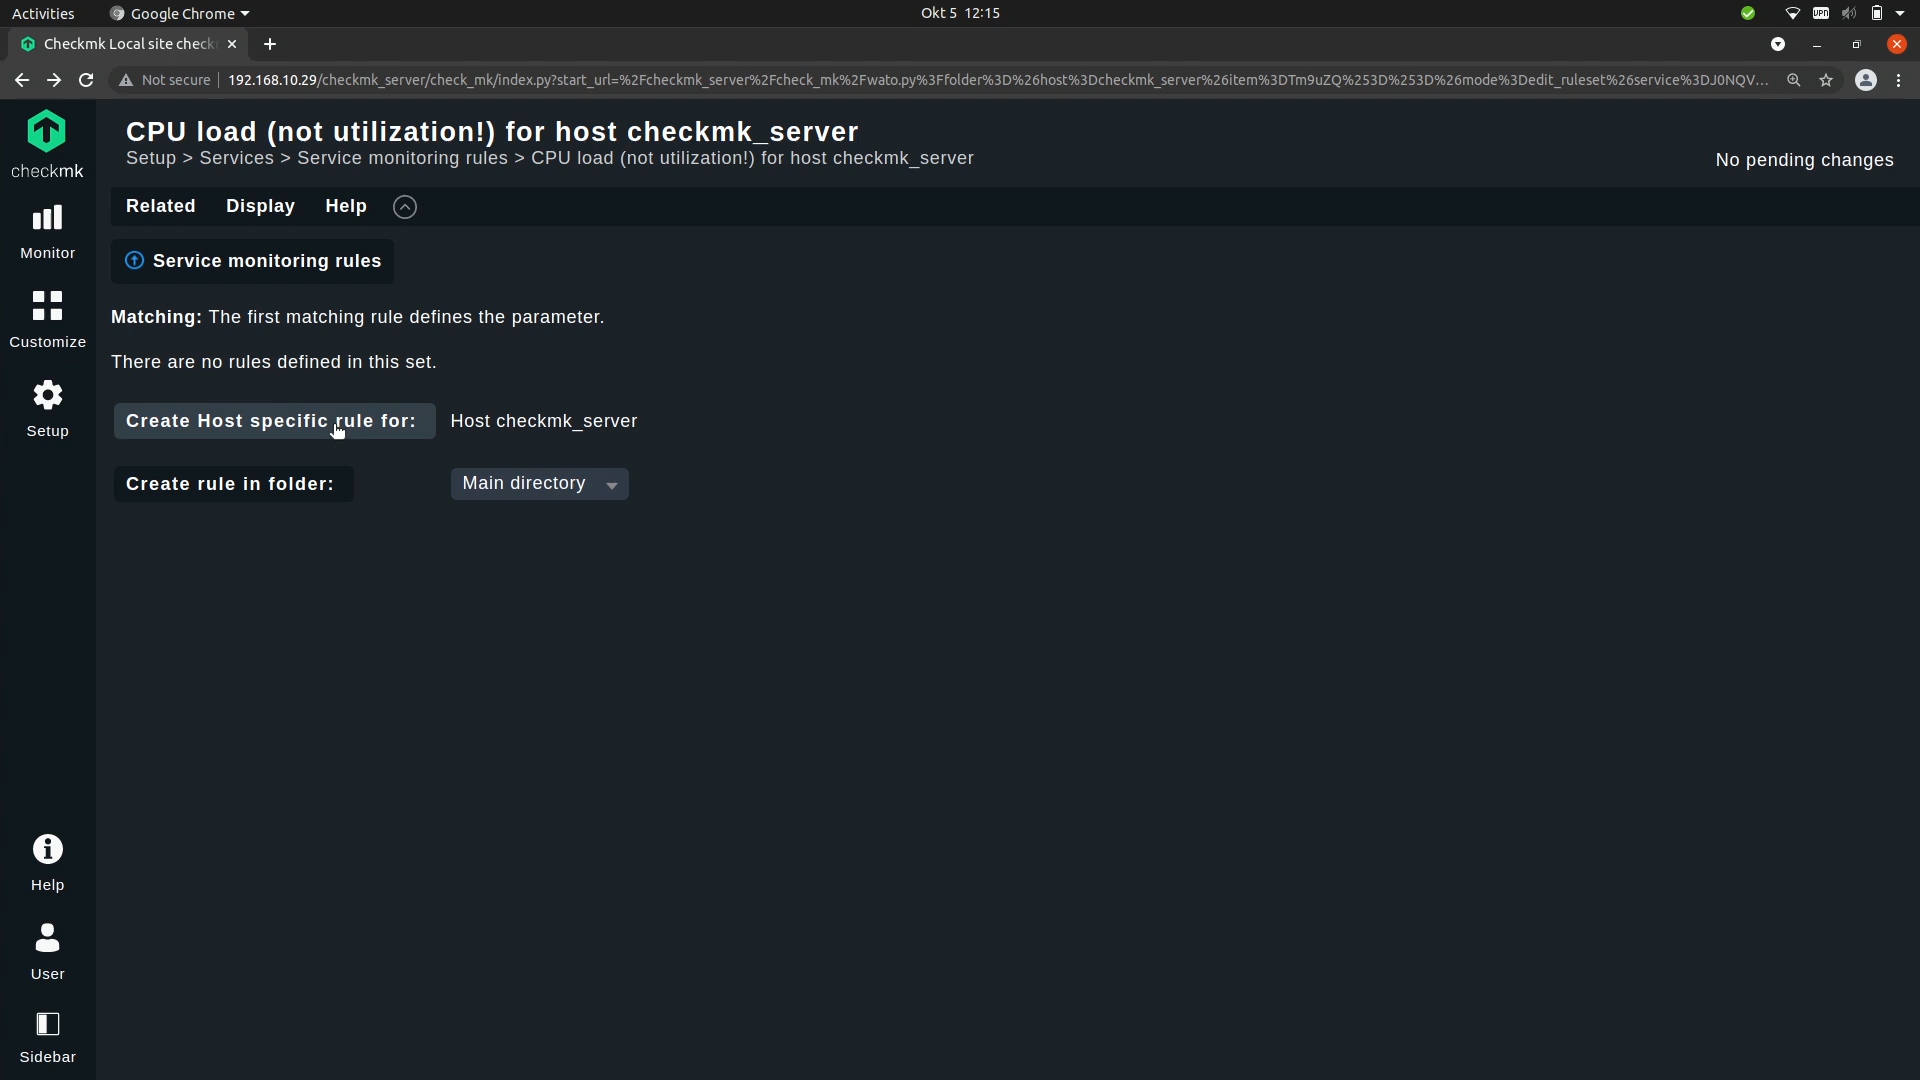 Activities
Google Chrome
Okt 5 12:15
VPN
Checkmk Local site check
Not secure
192.168.10.29/checkmk_server/check_mk/index.py?start_url=%2Fcheckmk_server%2Fcheck_mk%2Fwato.py%3Ffolder%3D%26host%3Dcheckmk_server%26item%3DTm9uZQ%253D%253D%26mode%3Dedit_ruleset%26service%3DJ0NQV...
checkmk
Monitor
Customize
Setup
Help
User
Sidebar
CPU load (not utilization!) for host checkmk_server
Setup > Services > Service monitoring rules > CPU load (not utilization!) for host checkmk_server
No pending changes
Related Display Help
Service monitoring rules
Matching: The first matching rule defines the parameter.
There are no rules defined in this set.
Create Host specific rule for: Host checkmk_server
Create rule in folder: Main directory